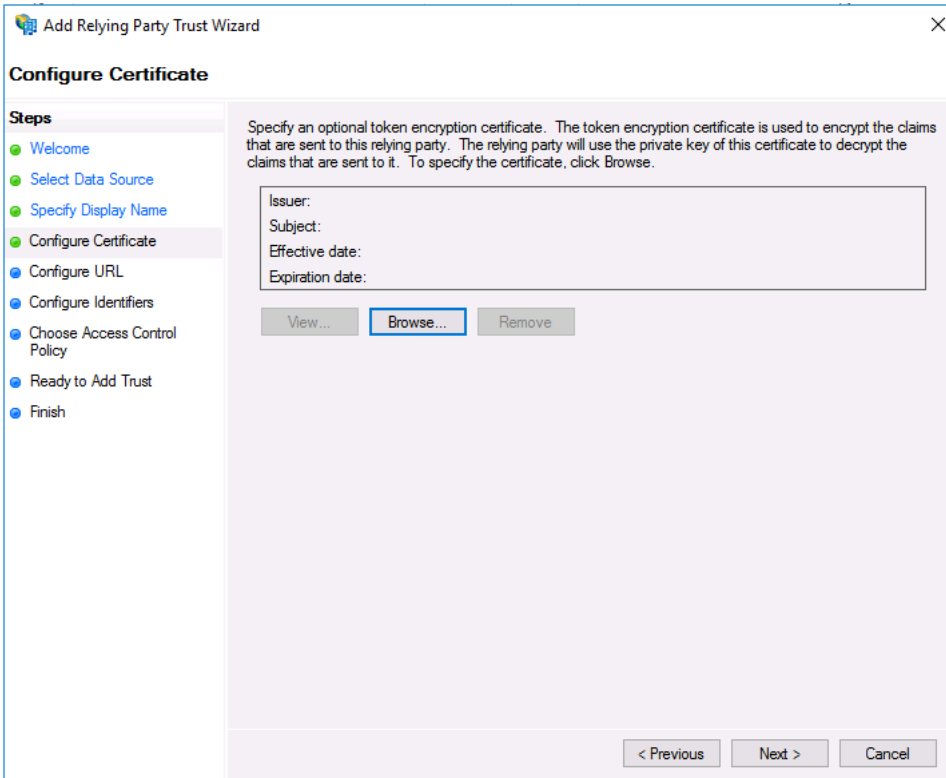 Add Relying Party Trust Wizard
Configure Certificate
Steps
Welcome
Select Data Source
Specify Display Name
Configure Certificate
Configure URL
Configure Identifiers
Choose Access Control
Policy
Ready to Add Trust
Finish
Specify an optional token encryption certificate.  The token encryption certificate is used to encrypt the claims
that are sent to this relying party.  The relying party will use the private key of this certificate to decrypt the
claims that are sent to it.  To specify the certificate, click Browse.
Issuer:
Subject:
Effective date:
Expiration date:
View... Browse... Remove
< Previous Next > Cancel